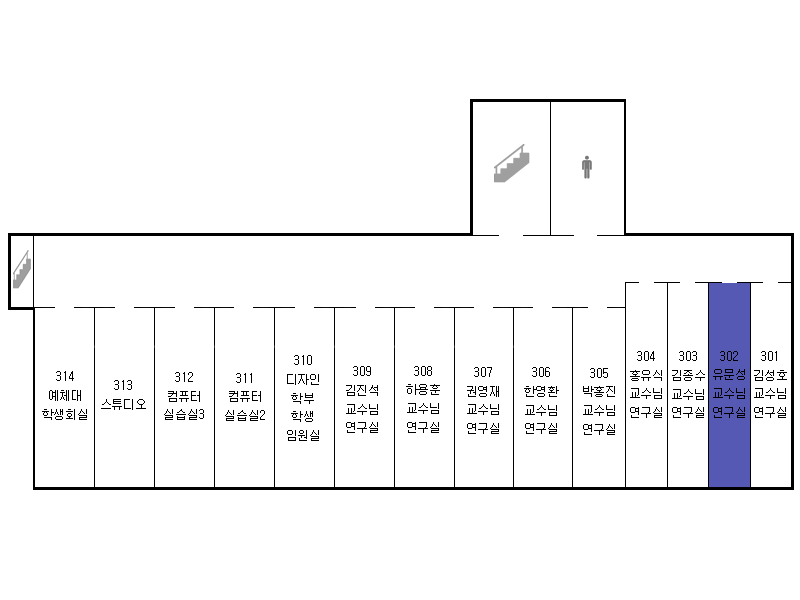 314
예체대
학생회실
313
스튜디오
312
컴퓨터
실습실3
311
컴퓨터
실습실2
310
디자인
학부
학생
임원실
309
김진석
교수님
연구실
308
하용훈
교수님
연구실
307
권영재
교수님
연구실
306
한영환
교수님
연구실
305
박홍진
교수님
연구실
304
홍유식
교수님
연구실
303
김종수
교수님
연구실
302
유문성
교수님
연구실
301
김성호
교수님
연구실